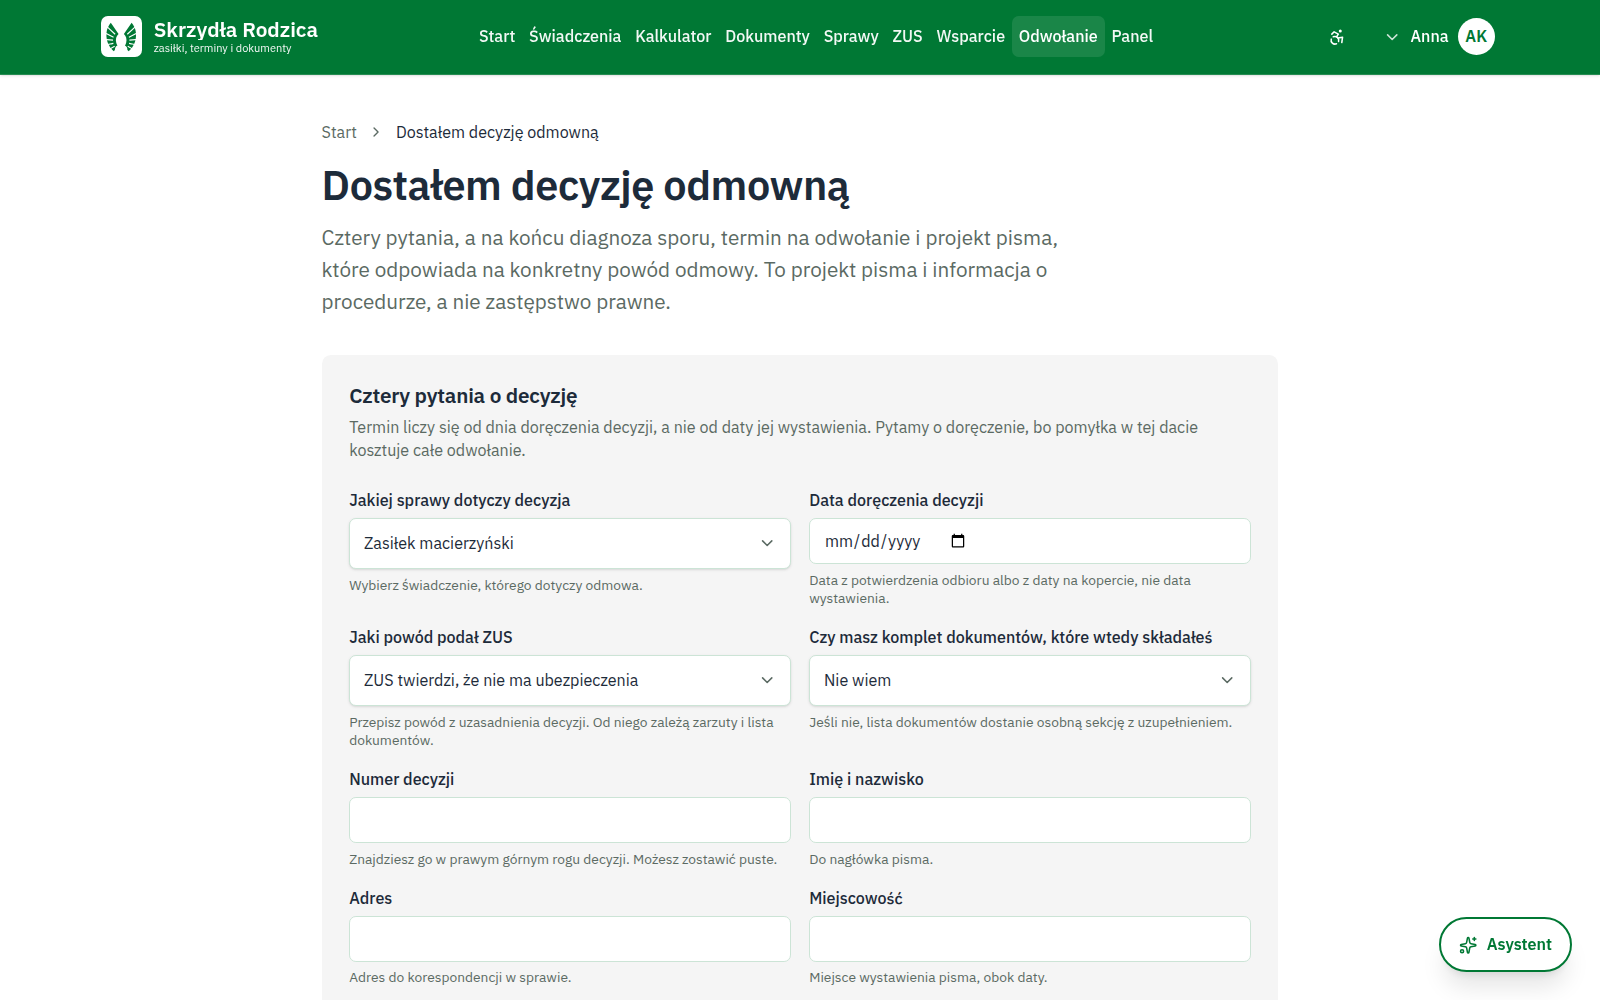 Skrzydła Rodzica
zasiłki, terminy i dokumenty
Start Świadczenia Kalkulator Dokumenty Sprawy ZUS Wsparcie Odwołanie Panel
Anna AK
Start > Dostałem decyzję odmowną
Dostałem decyzję odmowną
Cztery pytania, a na końcu diagnoza sporu, termin na odwołanie i projekt pisma,
które odpowiada na konkretny powód odmowy. To projekt pisma i informacja o
procedurze, a nie zastępstwo prawne.
Cztery pytania o decyzję
Termin liczy się od dnia doręczenia decyzji, a nie od daty jej wystawienia. Pytamy o doręczenie, bo pomyłka w tej dacie
kosztuje całe odwołanie.
Jakiej sprawy dotyczy decyzja
Zasiłek macierzyński
Wybierz świadczenie, którego dotyczy odmowa.
Data doręczenia decyzji
mm/dd/yyyy
Data z potwierdzenia odbioru albo z daty na kopercie, nie data
wystawienia.
Jaki powód podał ZUS
ZUS twierdzi, że nie ma ubezpieczenia
Przepisz powód z uzasadnienia decyzji. Od niego zależą zarzuty i lista
dokumentów.
Czy masz komplet dokumentów, które wtedy składałeś
Nie wiem
Jeśli nie, lista dokumentów dostanie osobną sekcję z uzupełnieniem.
Numer decyzji
Znajdziesz go w prawym górnym rogu decyzji. Możesz zostawić puste.
Imię i nazwisko
Do nagłówka pisma.
Adres
Adres do korespondencji w sprawie.
Miejscowość
Miejsce wystawienia pisma, obok daty.
Asystent